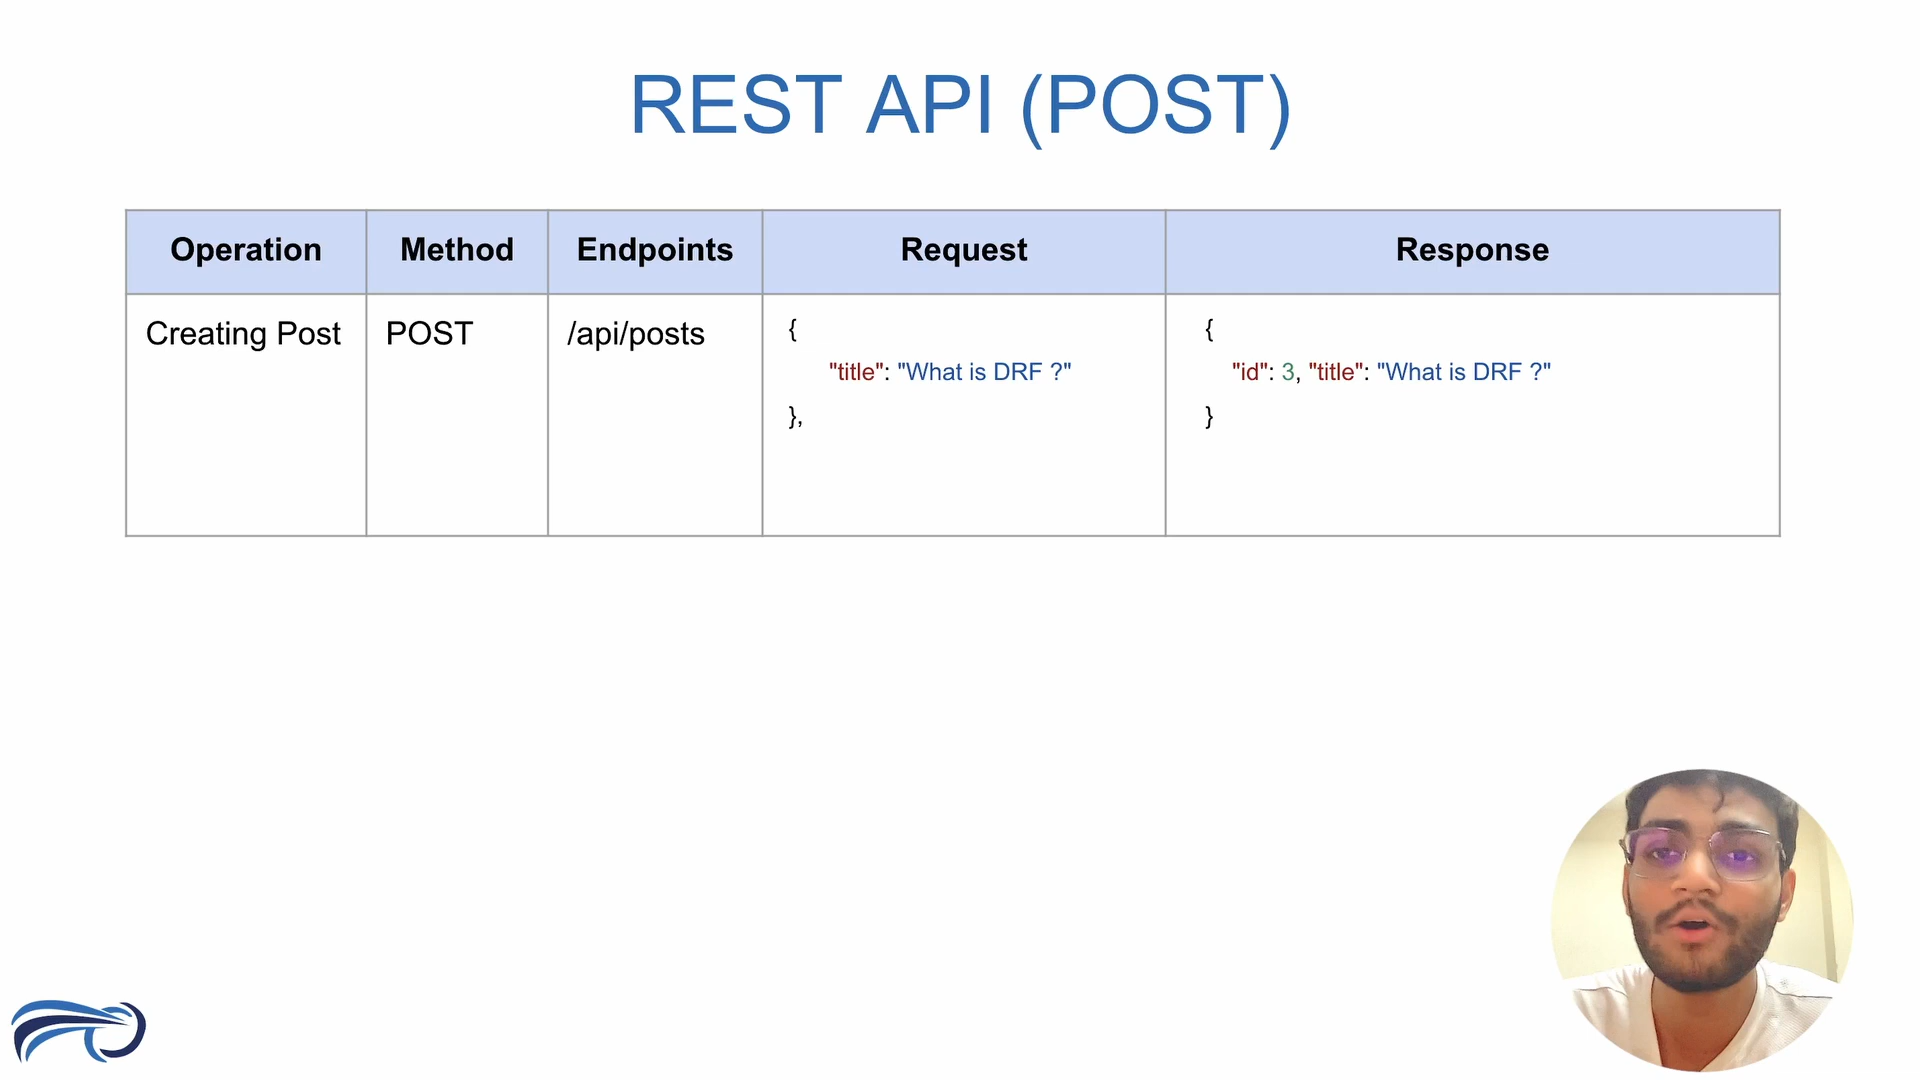 REST API (POST)
Operation Method Endpoints Request Response
Creating Post POST /api/posts { {
"title": "What is DRF ?" "id": 3, "title": "What is DRF ?"
}, }